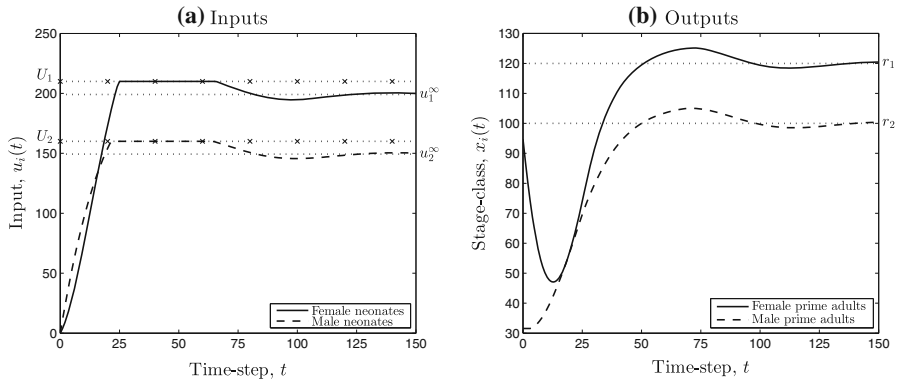 (a) Inputs
250
200
150
100
50
0
U₁
U₂
u₁^∞
u₂^∞
Input, uᵢ(t)
Female neonates
Male neonates
0 25 50 75 100 125 150
Time-step, t
(b) Outputs
130
120
110
100
90
80
70
60
50
40
30
r₁
r₂
Stage-class, xᵢ(t)
Female prime adults
Male prime adults
0 25 50 75 100 125 150
Time-step, t